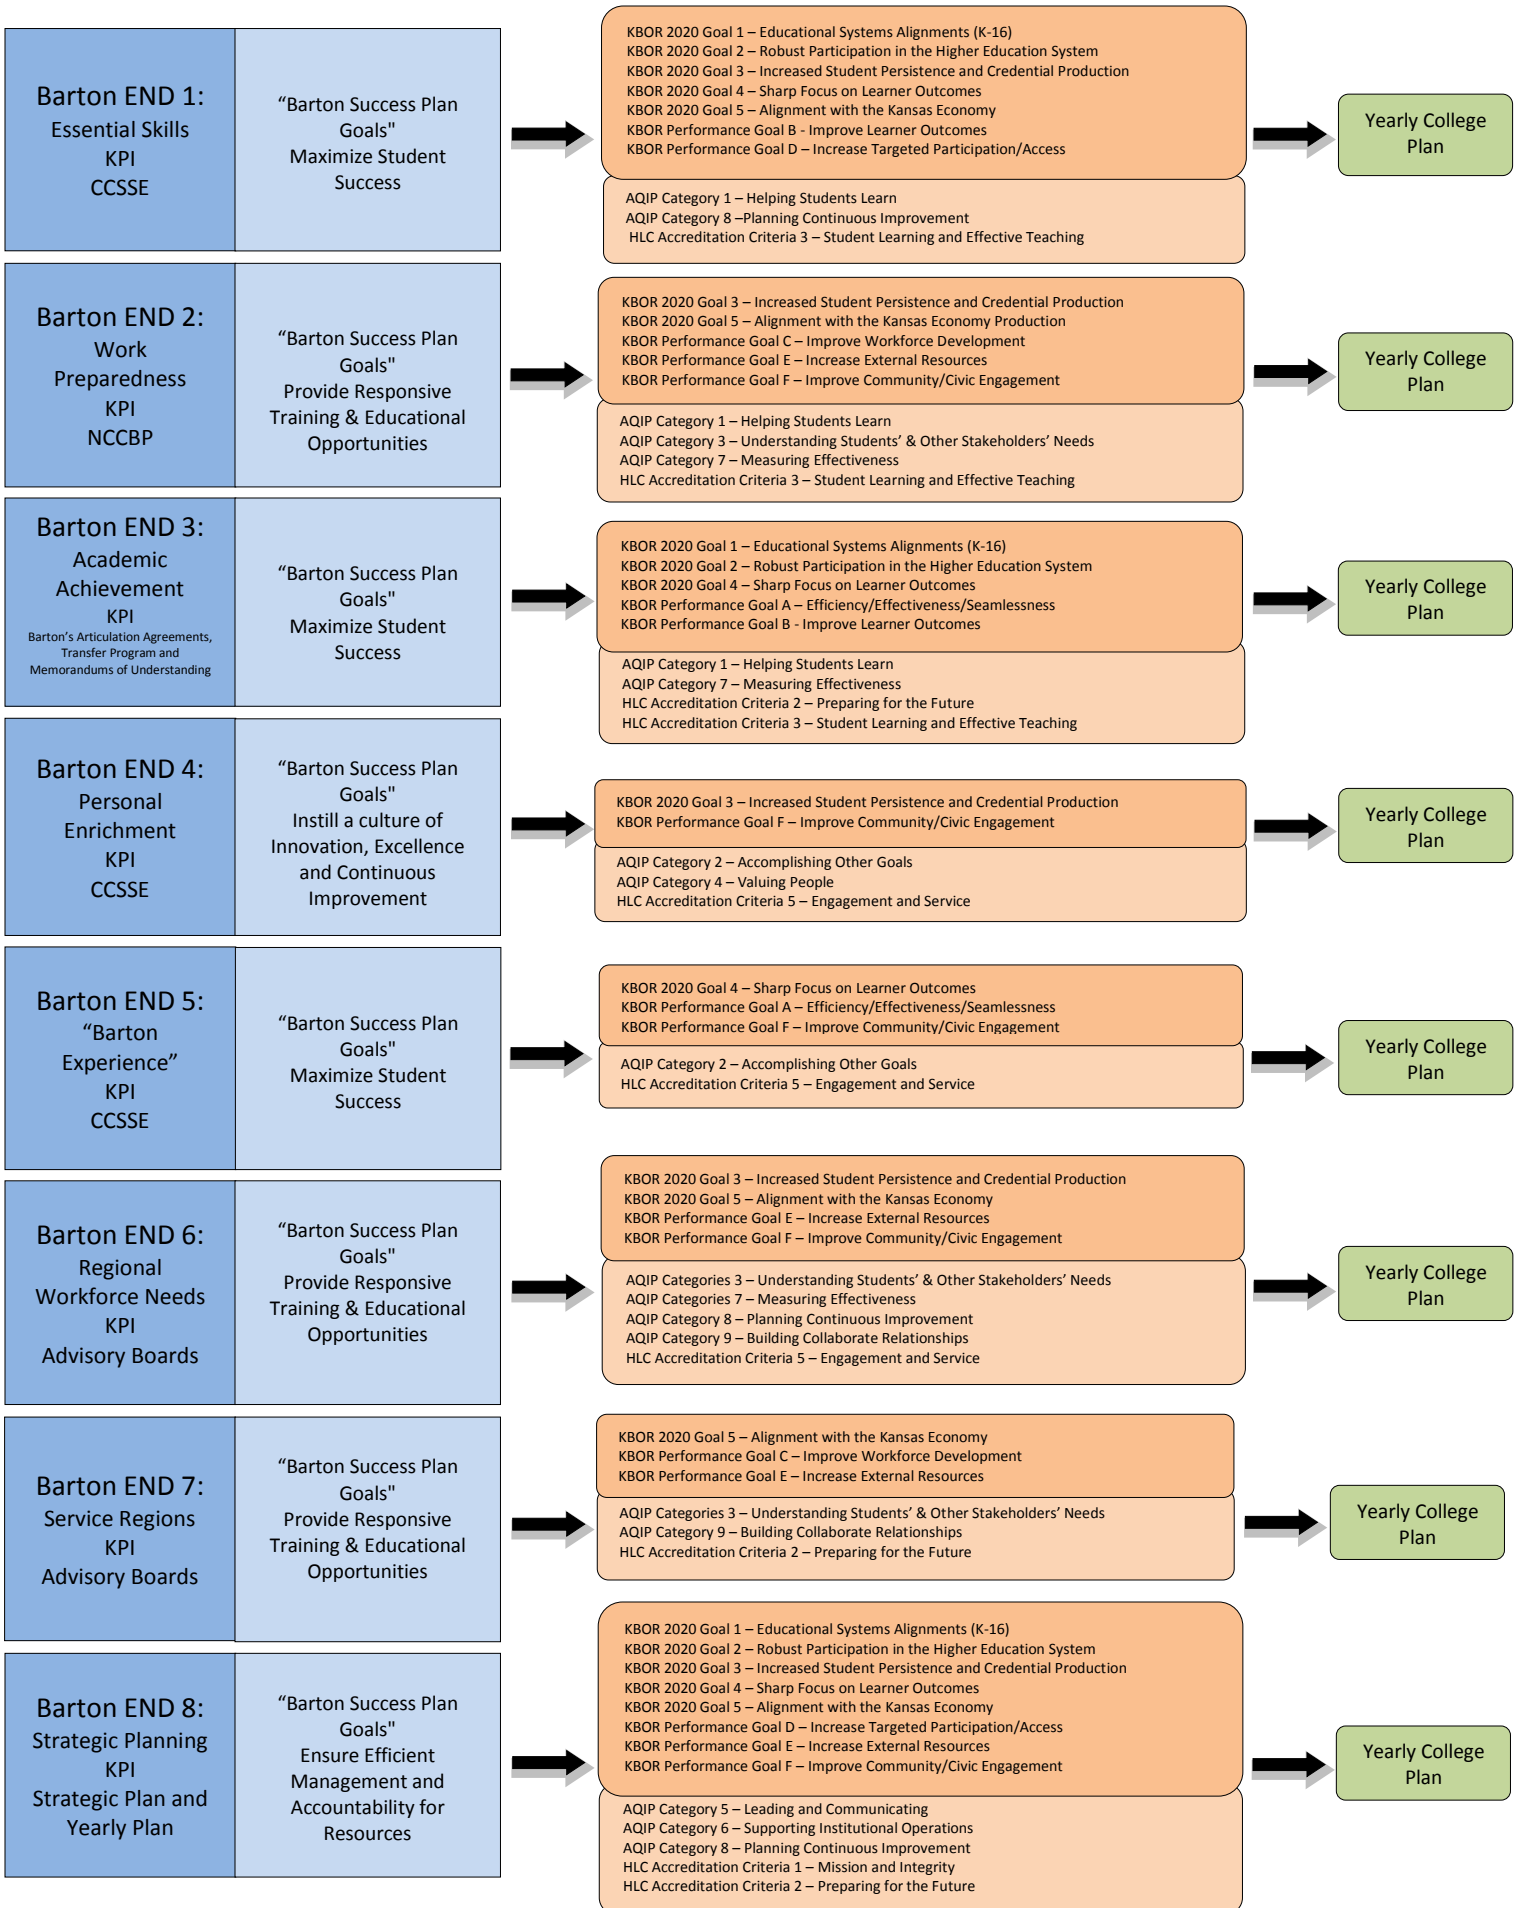 Barton END 1:
Essential Skills
KPI
CCSSE
“Barton Success Plan
Goals"
Maximize Student
Success
KBOR 2020 Goal 1 – Educational Systems Alignments (K-16)
KBOR 2020 Goal 2 – Robust Participation in the Higher Education System
KBOR 2020 Goal 3 – Increased Student Persistence and Credential Production
KBOR 2020 Goal 4 – Sharp Focus on Learner Outcomes
KBOR 2020 Goal 5 – Alignment with the Kansas Economy
KBOR Performance Goal B - Improve Learner Outcomes
KBOR Performance Goal D – Increase Targeted Participation/Access
AQIP Category 1 – Helping Students Learn
AQIP Category 8 –Planning Continuous Improvement
HLC Accreditation Criteria 3 – Student Learning and Effective Teaching
Yearly College
Plan
Barton END 2:
Work
Preparedness
KPI
NCCBP
“Barton Success Plan
Goals"
Provide Responsive
Training & Educational
Opportunities
KBOR 2020 Goal 3 – Increased Student Persistence and Credential Production
KBOR 2020 Goal 5 – Alignment with the Kansas Economy Production
KBOR Performance Goal C – Improve Workforce Development
KBOR Performance Goal E – Increase External Resources
KBOR Performance Goal F – Improve Community/Civic Engagement
AQIP Category 1 – Helping Students Learn
AQIP Category 3 – Understanding Students’ & Other Stakeholders’ Needs
AQIP Category 7 – Measuring Effectiveness
HLC Accreditation Criteria 3 – Student Learning and Effective Teaching
Yearly College
Plan
Barton END 3:
Academic
Achievement
KPI
Barton’s Articulation Agreements,
Transfer Program and
Memorandums of Understanding
“Barton Success Plan
Goals"
Maximize Student
Success
KBOR 2020 Goal 1 – Educational Systems Alignments (K-16)
KBOR 2020 Goal 2 – Robust Participation in the Higher Education System
KBOR 2020 Goal 4 – Sharp Focus on Learner Outcomes
KBOR Performance Goal A – Efficiency/Effectiveness/Seamlessness
KBOR Performance Goal B - Improve Learner Outcomes
AQIP Category 1 – Helping Students Learn
AQIP Category 7 – Measuring Effectiveness
HLC Accreditation Criteria 2 – Preparing for the Future
HLC Accreditation Criteria 3 – Student Learning and Effective Teaching
Yearly College
Plan
Barton END 4:
Personal
Enrichment
KPI
CCSSE
“Barton Success Plan
Goals"
Instill a culture of
Innovation, Excellence
and Continuous
Improvement
KBOR 2020 Goal 3 – Increased Student Persistence and Credential Production
KBOR Performance Goal F – Improve Community/Civic Engagement
AQIP Category 2 – Accomplishing Other Goals
AQIP Category 4 – Valuing People
HLC Accreditation Criteria 5 – Engagement and Service
Yearly College
Plan
Barton END 5:
“Barton
Experience”
KPI
CCSSE
“Barton Success Plan
Goals"
Maximize Student
Success
KBOR 2020 Goal 4 – Sharp Focus on Learner Outcomes
KBOR Performance Goal A – Efficiency/Effectiveness/Seamlessness
KBOR Performance Goal F – Improve Community/Civic Engagement
AQIP Category 2 – Accomplishing Other Goals
HLC Accreditation Criteria 5 – Engagement and Service
Yearly College
Plan
Barton END 6:
Regional
Workforce Needs
KPI
Advisory Boards
“Barton Success Plan
Goals"
Provide Responsive
Training & Educational
Opportunities
KBOR 2020 Goal 3 – Increased Student Persistence and Credential Production
KBOR 2020 Goal 5 – Alignment with the Kansas Economy
KBOR Performance Goal E – Increase External Resources
KBOR Performance Goal F – Improve Community/Civic Engagement
AQIP Categories 3 – Understanding Students’ & Other Stakeholders’ Needs
AQIP Categories 7 – Measuring Effectiveness
AQIP Category 8 – Planning Continuous Improvement
AQIP Category 9 – Building Collaborate Relationships
HLC Accreditation Criteria 5 – Engagement and Service
Yearly College
Plan
Barton END 7:
Service Regions
KPI
Advisory Boards
“Barton Success Plan
Goals"
Provide Responsive
Training & Educational
Opportunities
KBOR 2020 Goal 5 – Alignment with the Kansas Economy
KBOR Performance Goal C – Improve Workforce Development
KBOR Performance Goal E – Increase External Resources
AQIP Categories 3 – Understanding Students’ & Other Stakeholders’ Needs
AQIP Category 9 – Building Collaborate Relationships
HLC Accreditation Criteria 2 – Preparing for the Future
Yearly College
Plan
Barton END 8:
Strategic Planning
KPI
Strategic Plan and
Yearly Plan
“Barton Success Plan
Goals"
Ensure Efficient
Management and
Accountability for
Resources
KBOR 2020 Goal 1 – Educational Systems Alignments (K-16)
KBOR 2020 Goal 2 – Robust Participation in the Higher Education System
KBOR 2020 Goal 3 – Increased Student Persistence and Credential Production
KBOR 2020 Goal 4 – Sharp Focus on Learner Outcomes
KBOR 2020 Goal 5 – Alignment with the Kansas Economy
KBOR Performance Goal D – Increase Targeted Participation/Access
KBOR Performance Goal E – Increase External Resources
KBOR Performance Goal F – Improve Community/Civic Engagement
AQIP Category 5 – Leading and Communicating
AQIP Category 6 – Supporting Institutional Operations
AQIP Category 8 – Planning Continuous Improvement
HLC Accreditation Criteria 1 – Mission and Integrity
HLC Accreditation Criteria 2 – Preparing for the Future
Yearly College
Plan